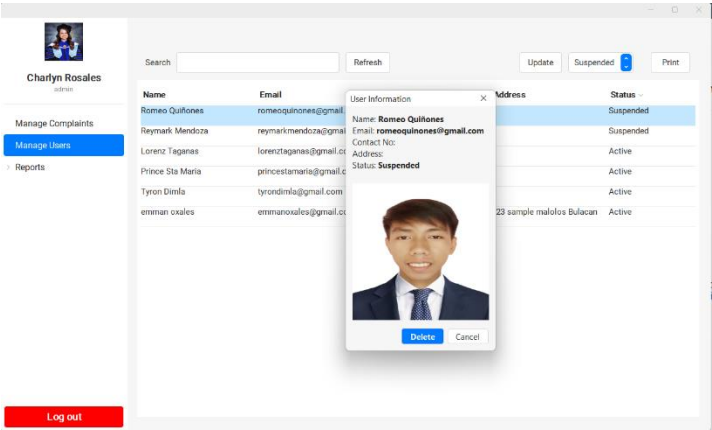 Charlyn Rosales
admin
Manage Complaints
Manage Users
Reports
Log out
Search
Refresh
Update
Suspended
Print
Name Email Address Status
Romeo Quiñones romeoquinones@gmail. Suspended
Reymark Mendoza reymarkmendoza@gmai Suspended
Lorenz Taganas lorenztaganas@gmail.co Active
Prince Sta Maria princestamaria@gmail.c Active
Tyron Dimla tyrondimla@gmail.com Active
emman oxales emmanoxales@gmail.co 23 sample malolos Bulacan Active
User Information
Name: Romeo Quiñones
Email: romeoquinones@gmail.com
Contact No:
Address:
Status: Suspended
Delete
Cancel